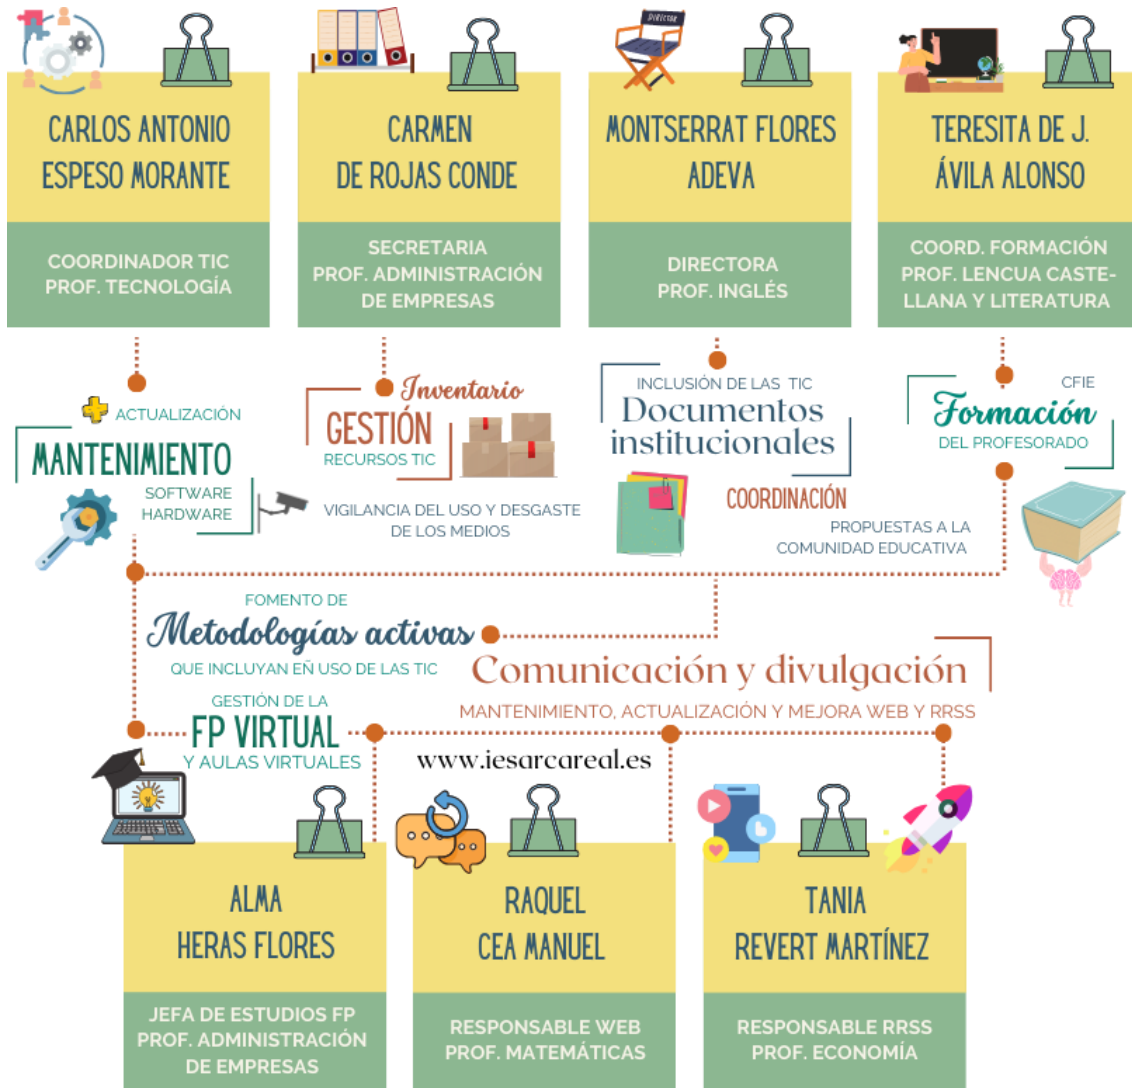 CARLOS ANTONIO
ESPESO MORANTE
COORDINADOR TIC
PROF. TECNOLOGÍA
CARMEN
DE ROJAS CONDE
SECRETARIA
PROF. ADMINISTRACIÓN
DE EMPRESAS
DIRECTOR
MONTSERRAT FLORES
ADEVA
DIRECTORA
PROF. INGLÉS
TERESITA DE J.
ÁVILA ALONSO
COORD. FORMACIÓN
PROF. LENCUA CASTE-
LLANA Y LITERATURA
ACTUALIZACIÓN
MANTENIMIENTO
SOFTWARE
HARDWARE
Inventario
GESTIÓN
RECURSOS TIC
VIGILANCIA DEL USO Y DESGASTE
DE LOS MEDIOS
INCLUSIÓN DE LAS TIC
Documentos
institucionales
COORDINACIÓN
PROPUESTAS A LA
COMUNIDAD EDUCATIVA
CFIE
Formación
DEL PROFESORADO
FOMENTO DE
Metodologías activas
QUE INCLUYAN EÑ USO DE LAS TIC
Comunicación y divulgación
MANTENIMIENTO, ACTUALIZACIÓN Y MEJORA WEB Y RRSS
GESTIÓN DE LA
FP VIRTUAL
Y AULAS VIRTUALES
www.iesarcareal.es
ALMA
HERAS FLORES
JEFA DE ESTUDIOS FP
PROF. ADMINISTRACIÓN
DE EMPRESAS
RAQUEL
CEA MANUEL
RESPONSABLE WEB
PROF. MATEMÁTICAS
TANIA
REVERT MARTÍNEZ
RESPONSABLE RRSS
PROF. ECONOMÍA